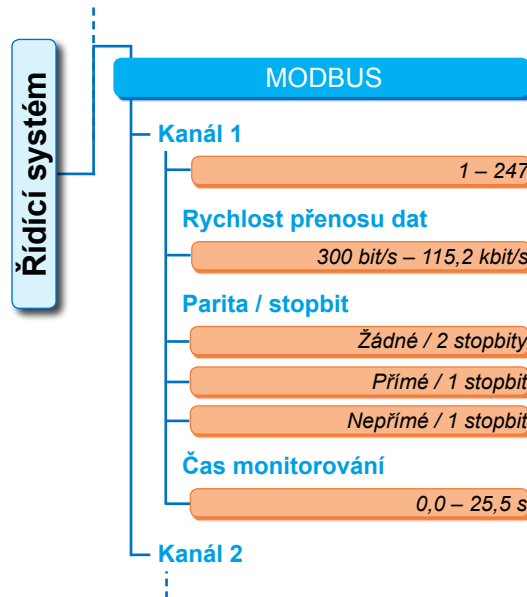 Řídící systém
MODBUS
Kanál 1
1 – 247
Rychlost přenosu dat
300 bit/s – 115,2 kbit/s
Parita / stopbit
Žádné / 2 stopbity
Přímé / 1 stopbit
Nepřímé / 1 stopbit
Čas monitorování
0,0 – 25,5 s
Kanál 2